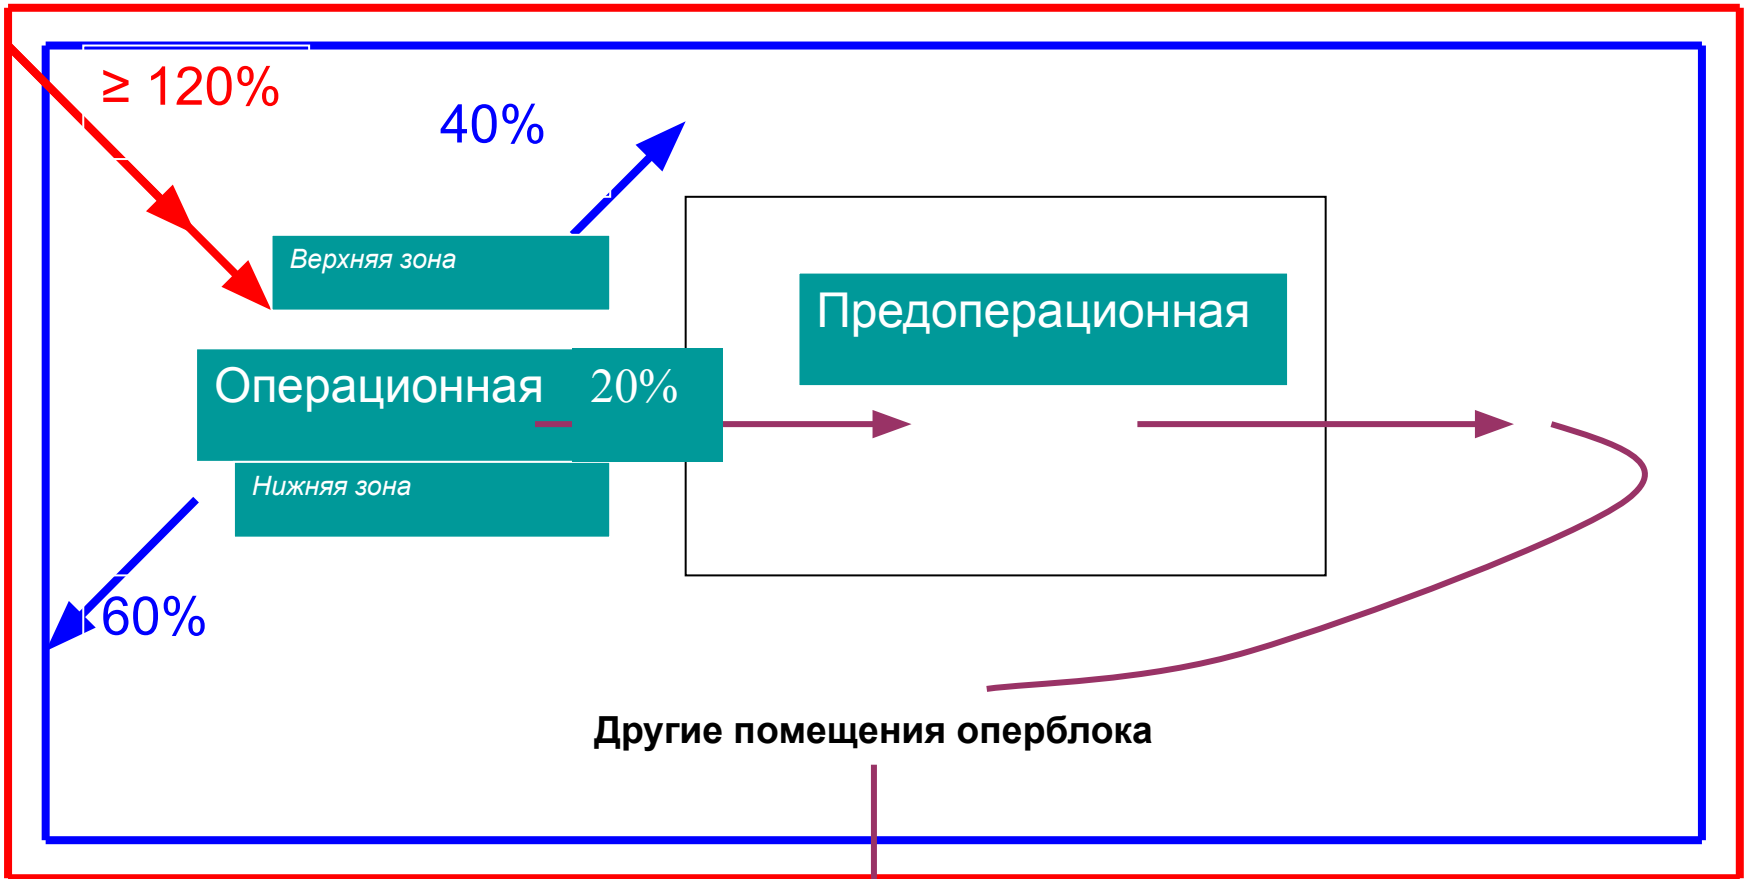 ≥ 120%
40%
Верхняя зона
Предоперационная
Операционная
20%
Нижняя зона
60%
Другие помещения оперблока